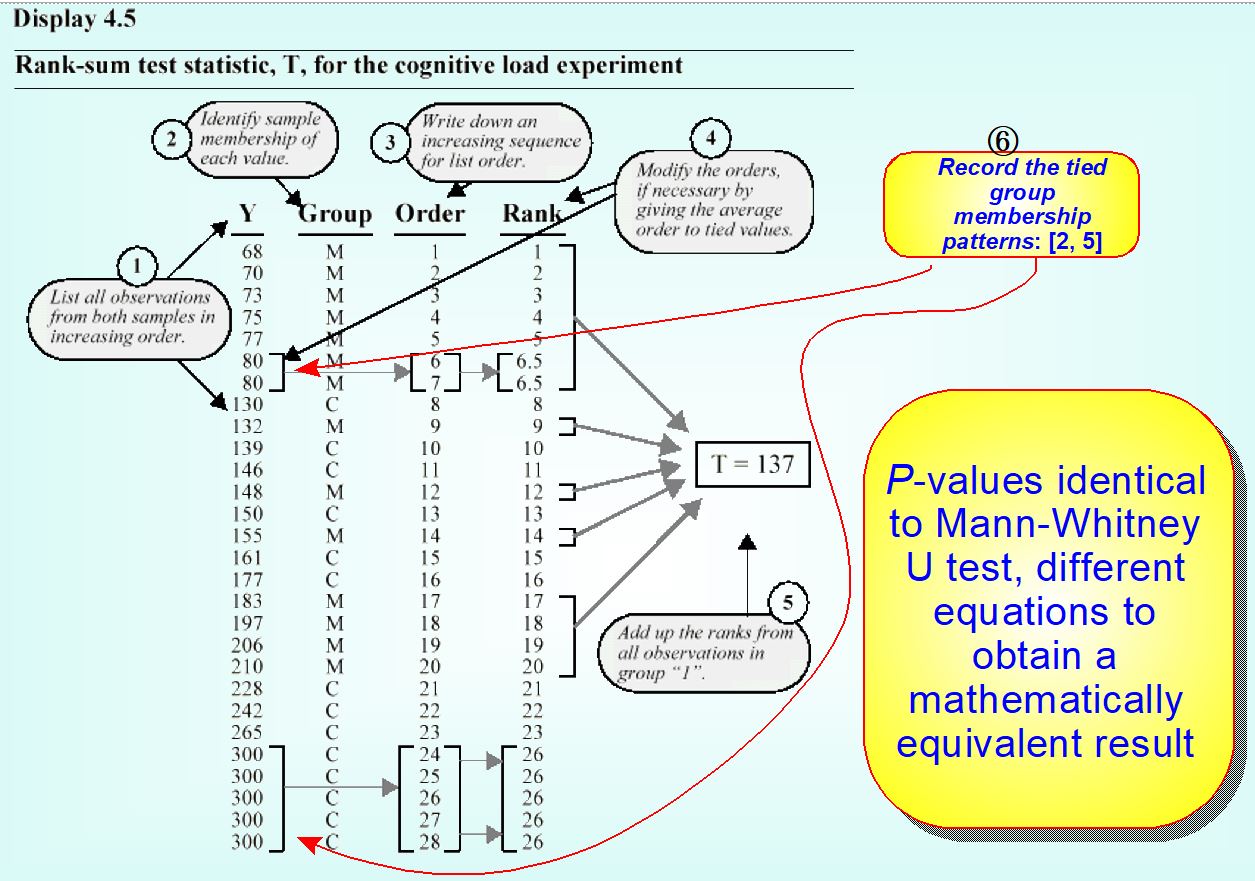 Display 4.5
Rank-sum test statistic, T, for the cognitive load experiment
2
Identify sample
membership of
each value.
3
Write down an
increasing sequence
for list order.
4
Modify the orders,
if necessary by
giving the average
order to tied values.
⑥
Record the tied
group
membership
patterns: [2, 5]
1
List all observations
from both samples in
increasing order.
Y Group Order Rank
68 M 1 1
70 M 2 2
73 M 3 3
75 M 4 4
77 M 5 5
80 M 6 6.5
80 M 7 6.5
130 C 8 8
132 M 9 9
139 C 10 10
146 C 11 11
148 M 12 12
150 C 13 13
155 M 14 14
161 C 15 15
177 C 16 16
183 M 17 17
197 M 18 18
206 M 19 19
210 M 20 20
228 C 21 21
242 C 22 22
265 C 23 23
300 C 24 26
300 C 25 26
300 C 26 26
300 C 27 26
300 C 28 26
T = 137
5
Add up the ranks from
all observations in
group “1”.
P-values identical
to Mann-Whitney
U test, different
equations to
obtain a
mathematically
equivalent result